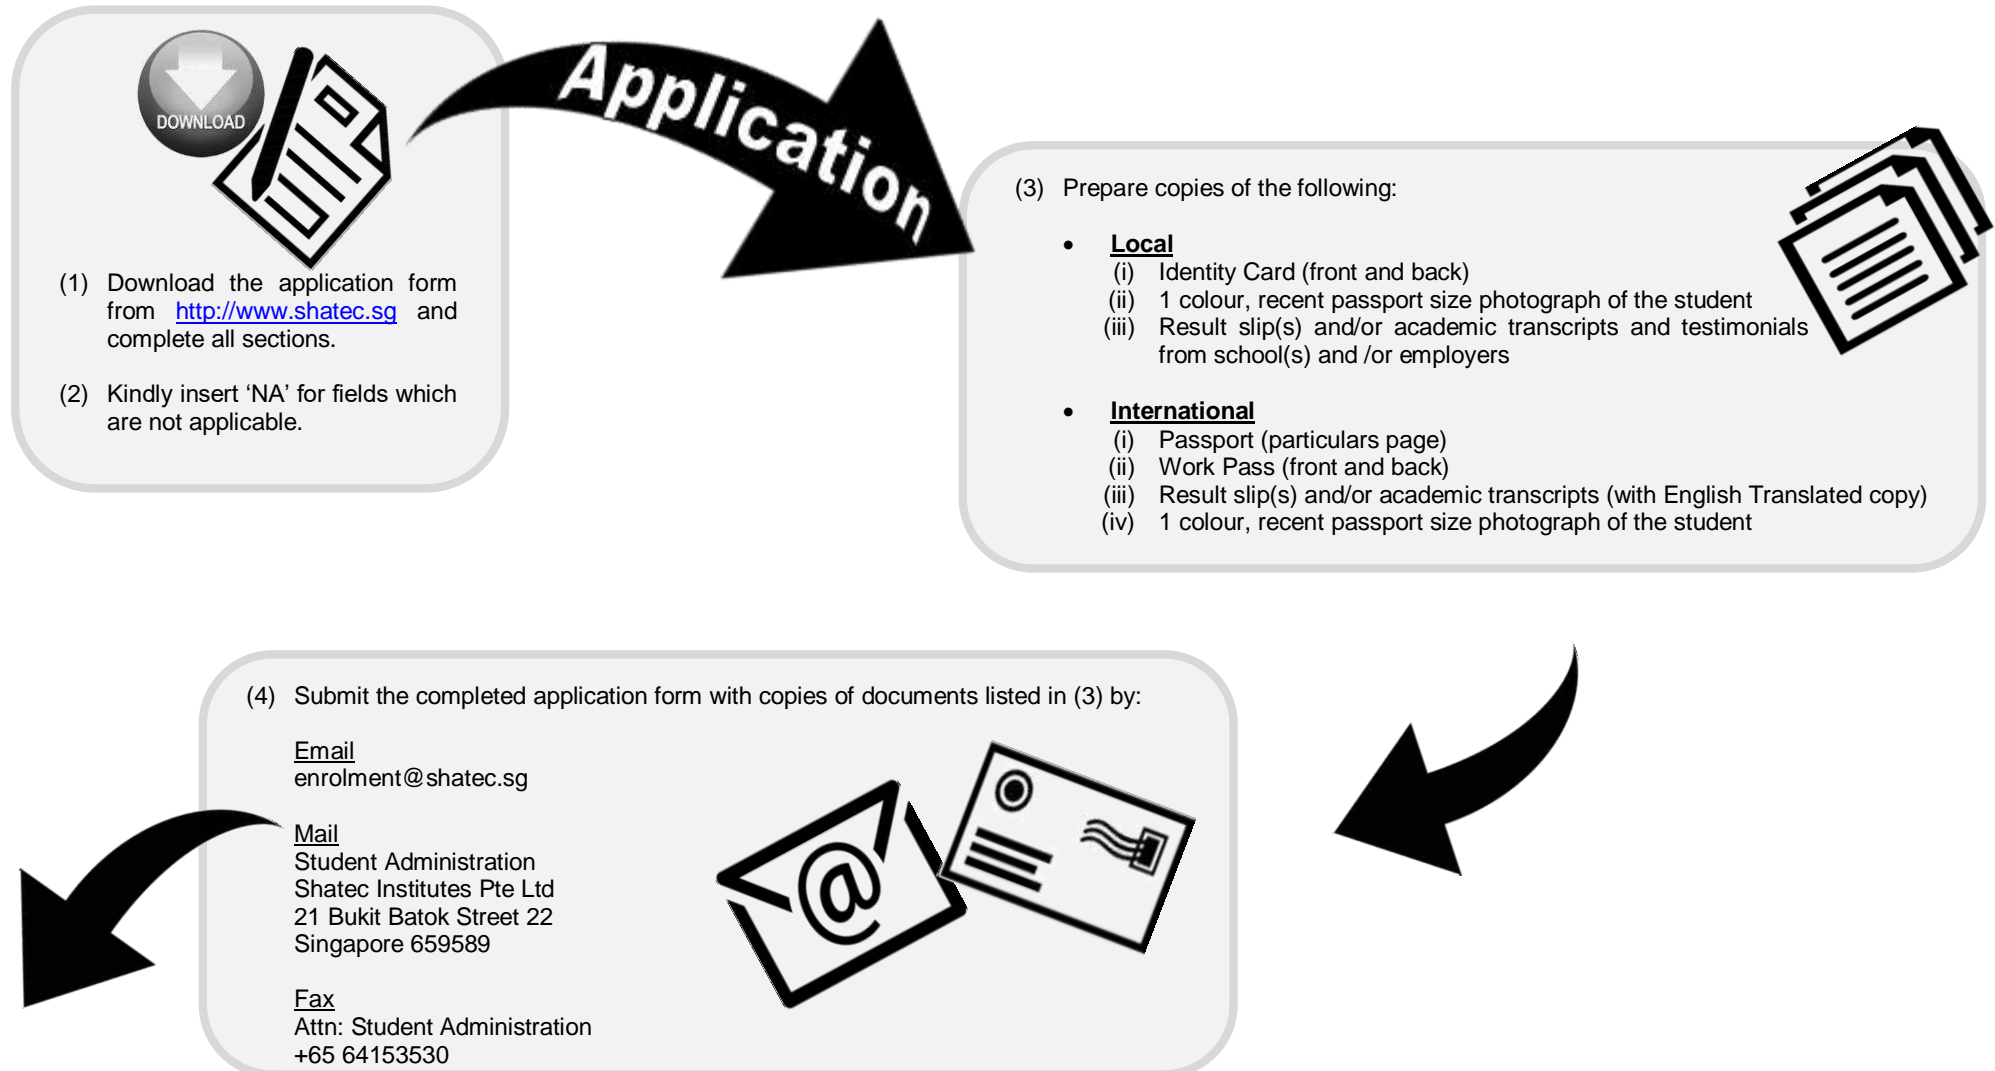 DOWNLOAD
Application
(1) Download the application form
from http://www.shatec.sg and
complete all sections.
(2) Kindly insert ‘NA’ for fields which
are not applicable.
(3) Prepare copies of the following:
• Local
(i) Identity Card (front and back)
(ii) 1 colour, recent passport size photograph of the student
(iii) Result slip(s) and/or academic transcripts and testimonials
from school(s) and /or employers
• International
(i) Passport (particulars page)
(ii) Work Pass (front and back)
(iii) Result slip(s) and/or academic transcripts (with English Translated copy)
(iv) 1 colour, recent passport size photograph of the student
(4) Submit the completed application form with copies of documents listed in (3) by:
Email
enrolment@shatec.sg
Mail
Student Administration
Shatec Institutes Pte Ltd
21 Bukit Batok Street 22
Singapore 659589
Fax
Attn: Student Administration
+65 64153530
@